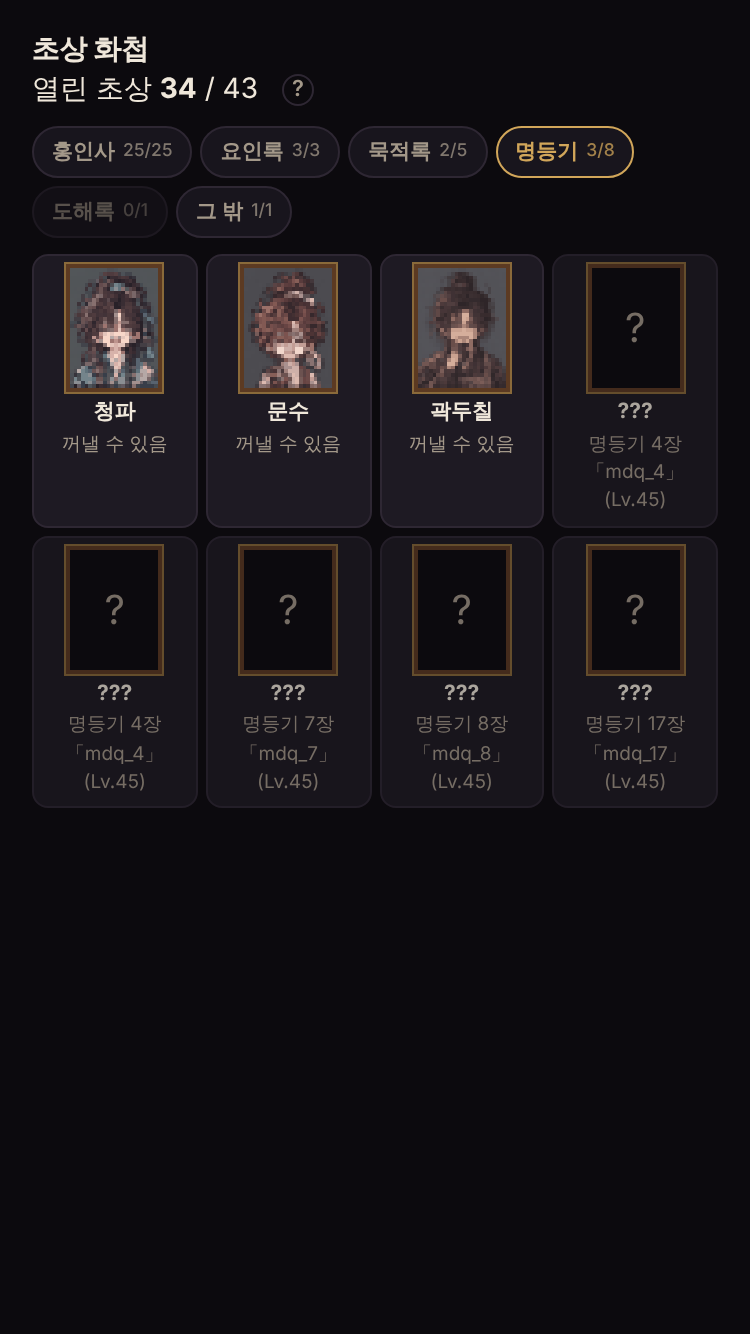 초상 화첩
열린 초상 34 / 43 ?
홍인사 25/25 요인록 3/3 묵적록 2/5 명등기 3/8
도해록 0/1 그 밖 1/1
? 
청파 문수 곽두칠 ???
꺼낼 수 있음 꺼낼 수 있음 꺼낼 수 있음 명등기 4장
「mdq_4」
(Lv.45)
? ? ? ?
??? ??? ??? ???
명등기 4장 명등기 7장 명등기 8장 명등기 17장
「mdq_4」 「mdq_7」 「mdq_8」 「mdq_17」
(Lv.45) (Lv.45) (Lv.45) (Lv.45)